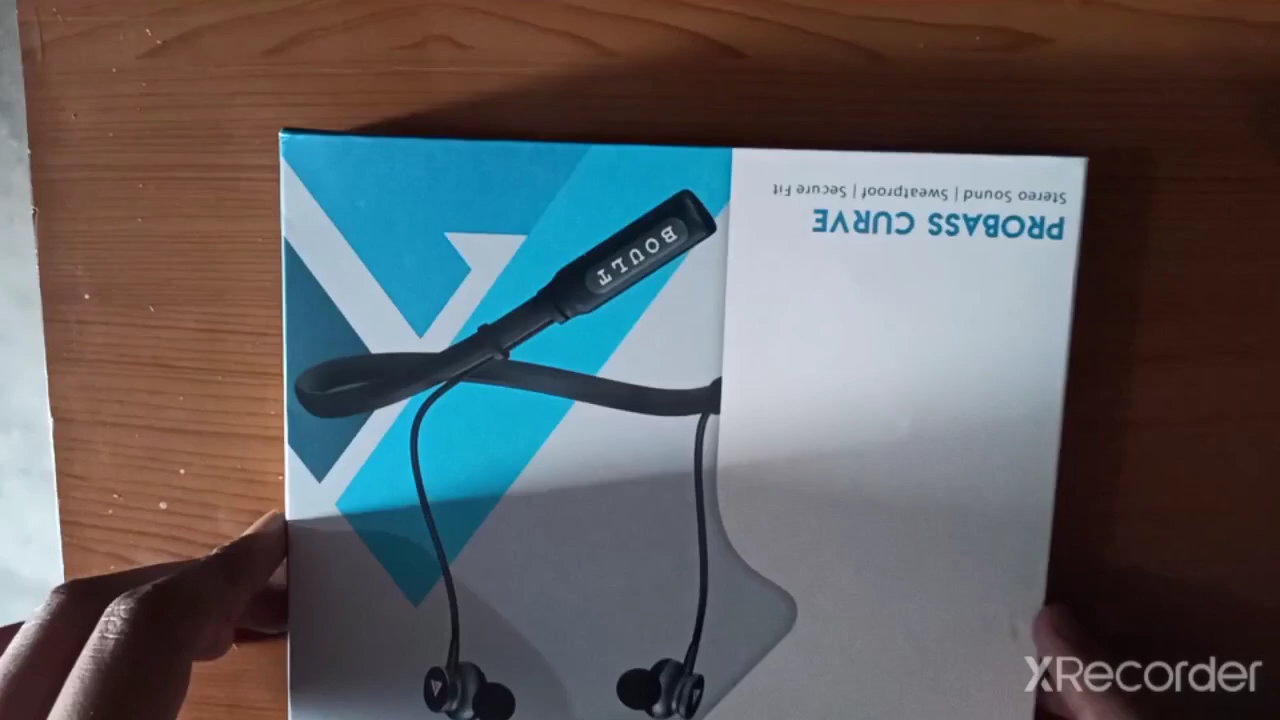 PROBASS CURVE
Stereo Sound | Sweatproof | Secure Fit
BOULT
XRecorder